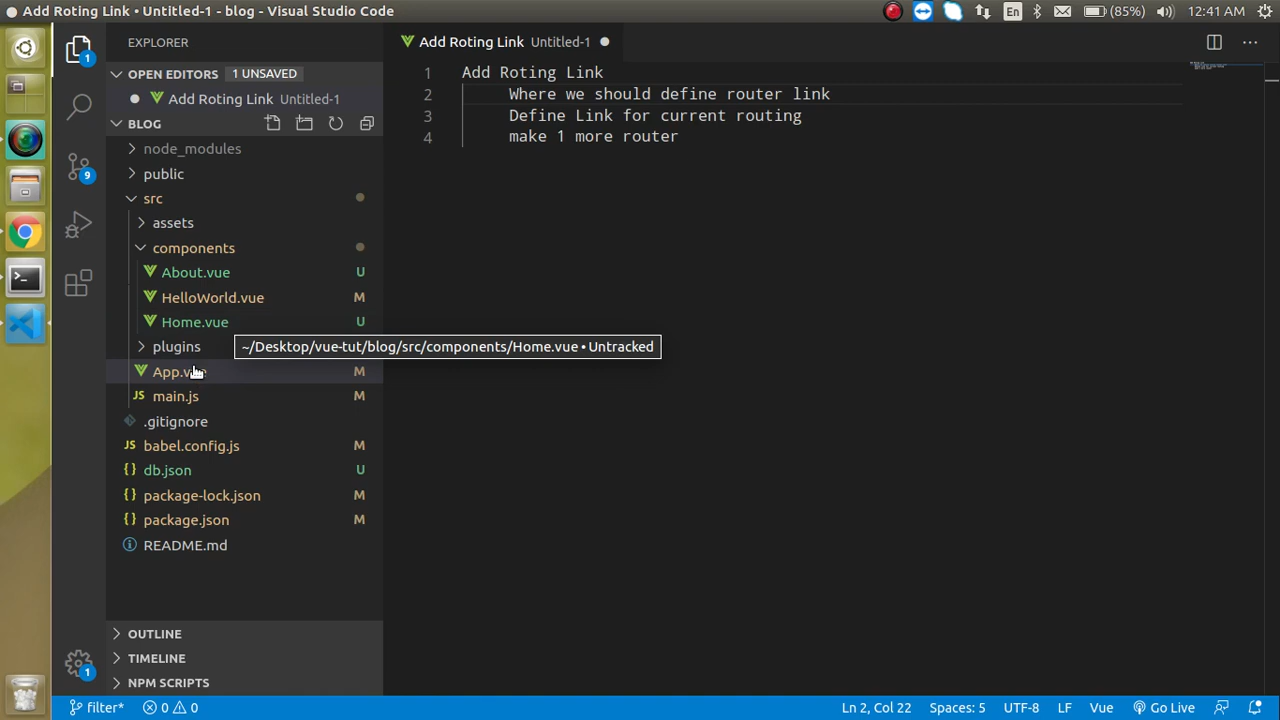 Add Roting Link • Untitled-1 - blog - Visual Studio Code
En
(85%)
12:41 AM
EXPLORER
OPEN EDITORS
1 UNSAVED
Add Roting Link Untitled-1
BLOG
node_modules
public
src
assets
components
About.vue U
HelloWorld.vue M
Home.vue U
plugins
~/Desktop/vue-tut/blog/src/components/Home.vue • Untracked
M
main.js M
.gitignore
babel.config.js M
db.json U
package-lock.json M
package.json M
README.md
OUTLINE
TIMELINE
NPM SCRIPTS
1
9
1
Add Roting Link Untitled-1
1 Add Roting Link
2 Where we should define router link
3 Define Link for current routing
4 make 1 more router
filter*
0 0
Ln 2, Col 22
Spaces: 5
UTF-8
LF
Vue
Go Live